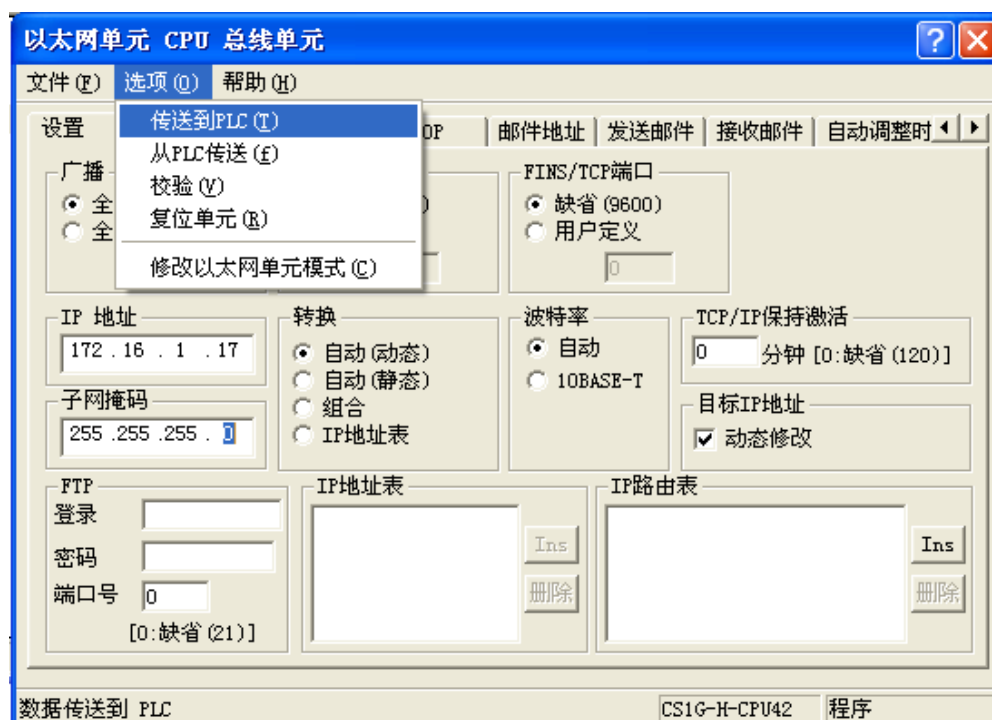 以太网单元 CPU 总线单元
文件(F) 选项(O) 帮助(H)
传送到PLC(T)
从PLC传送(f)
校验(V)
复位单元(R)
修改以太网单元模式(C)
设置 OP 邮件地址 发送邮件 接收邮件 自动调整时
广播
全
全
FINS/TCP端口
缺省(9600)
用户定义
0
IP 地址
172 .16 .1 .17
子网掩码
255 .255 .255 . 0
转换
自动(动态)
自动(静态)
组合
IP地址表
波特率
自动
10BASE-T
TCP/IP保持激活
0 分钟 [0:缺省(120)]
目标IP地址
动态修改
FTP
登录
密码
端口号 0
[0:缺省(21)]
IP地址表
Ins
删除
IP路由表
Ins
删除
数据传送到 PLC CS1G-H-CPU42 程序